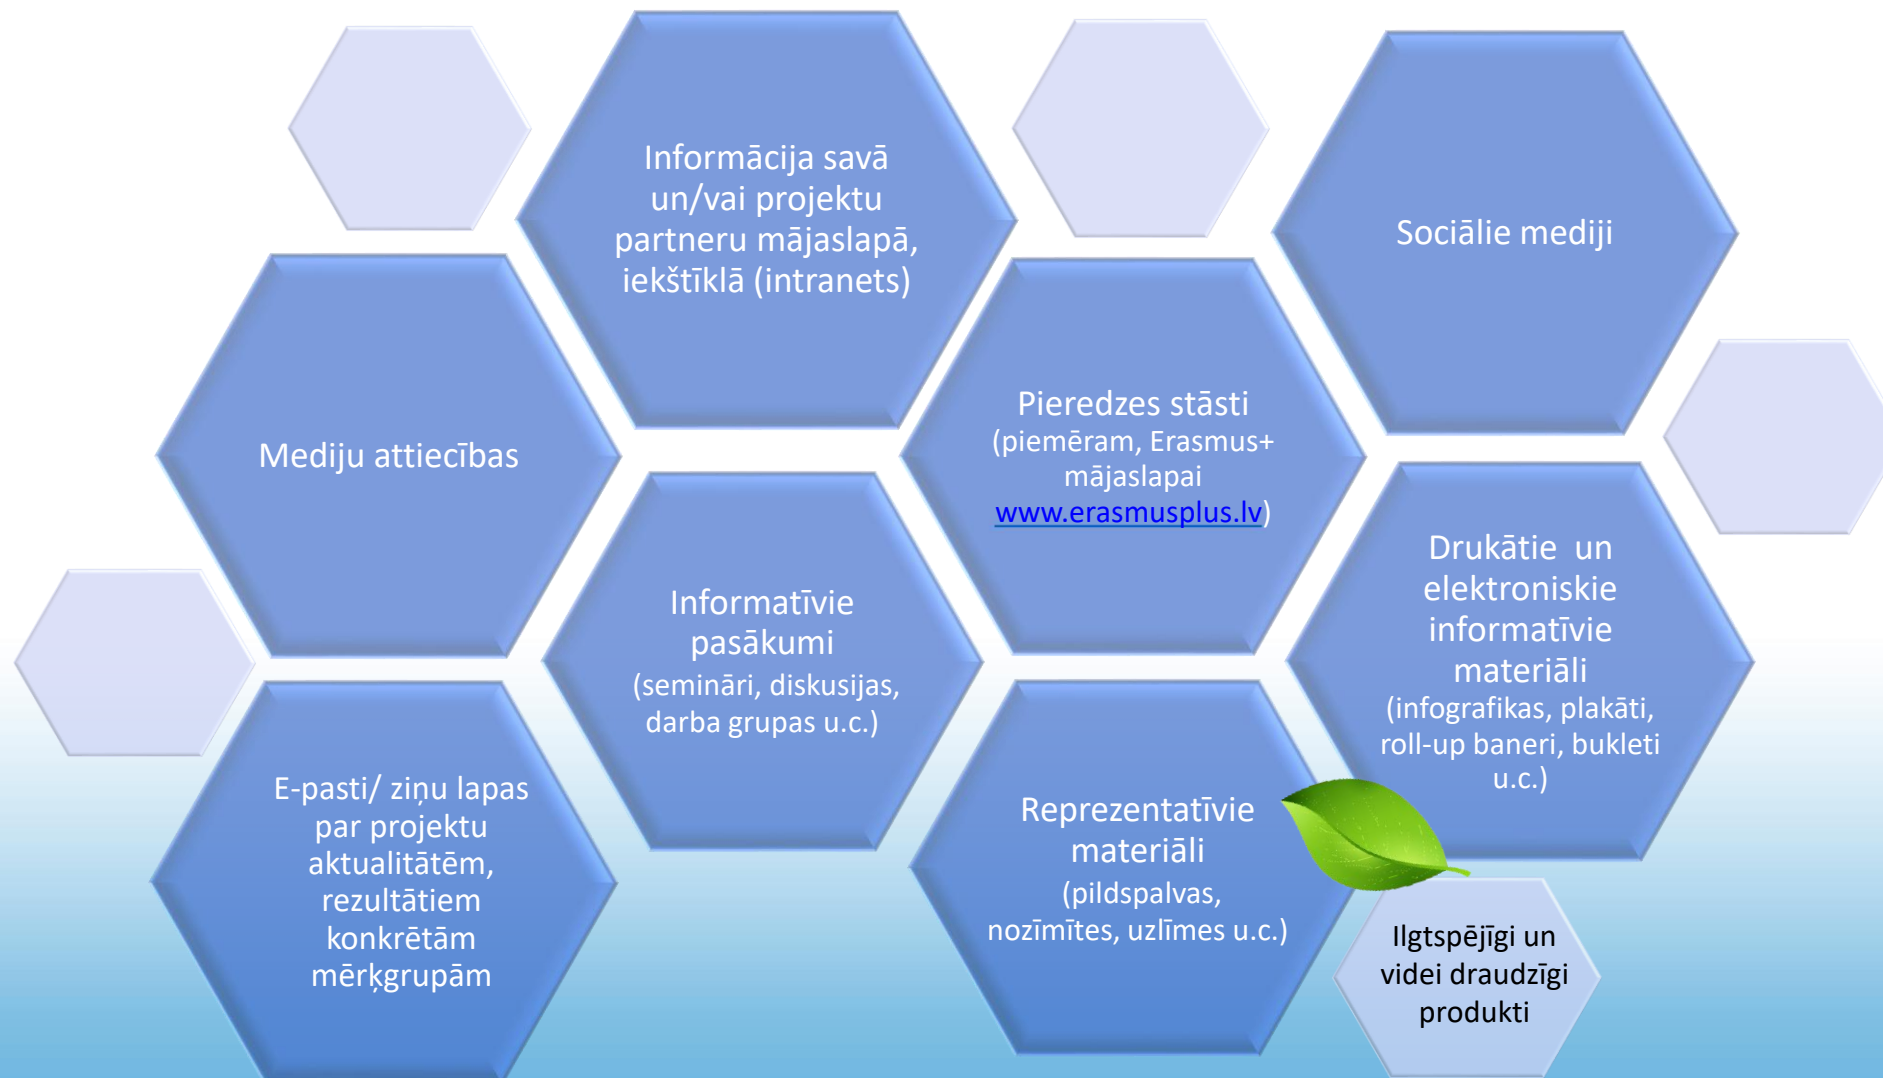 Informācija savā
un/vai projektu
partneru mājaslapā,
iekštīklā (intranets)
Sociālie mediji
Mediju attiecības
Pieredzes stāsti
(piemēram, Erasmus+
mājaslapai
www.erasmusplus.lv)
Informatīvie
pasākumi
(semināri, diskusijas,
darba grupas u.c.)
Drukātie un
elektroniskie
informatīvie
materiāli
(infografikas, plakāti,
roll-up baneri, bukleti
u.c.)
E-pasti/ ziņu lapas
par projektu
aktualitātēm,
rezultātiem
konkrētām
mērķgrupām
Reprezentatīvie
materiāli
(pildspalvas,
nozīmītes, uzlīmes u.c.)
Ilgtspējīgi un
videi draudzīgi
produkti